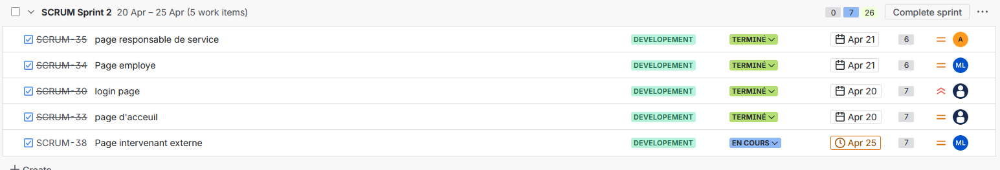 SCRUM Sprint 2 20 Apr – 25 Apr (5 work items) 0 7 26 Complete sprint
SCRUM-35 page responsable de service DEVELOPEMENT TERMINÉ Apr 21 6 A
SCRUM-34 Page employe DEVELOPEMENT TERMINÉ Apr 21 6 ML
SCRUM-30 login page DEVELOPEMENT TERMINÉ Apr 20 7
SCRUM-33 page d'acceuil DEVELOPEMENT TERMINÉ Apr 20 7
SCRUM-38 Page intervenant externe DEVELOPEMENT EN COURS Apr 25 7 ML
Create